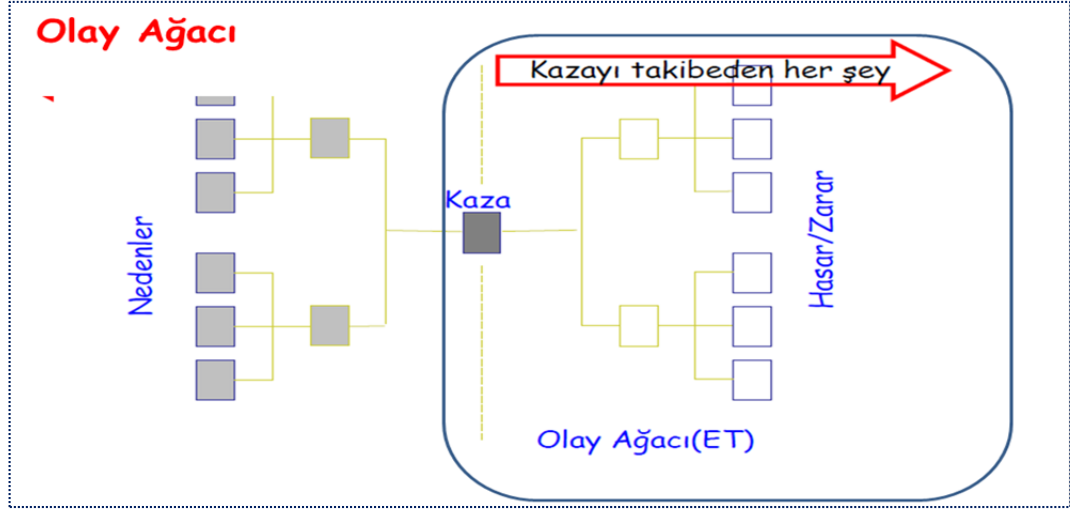 Olay Ağacı
Kazayı takibeden her şey
Kaza
Nedenler
Hasar/Zarar
Olay Ağacı(ET)